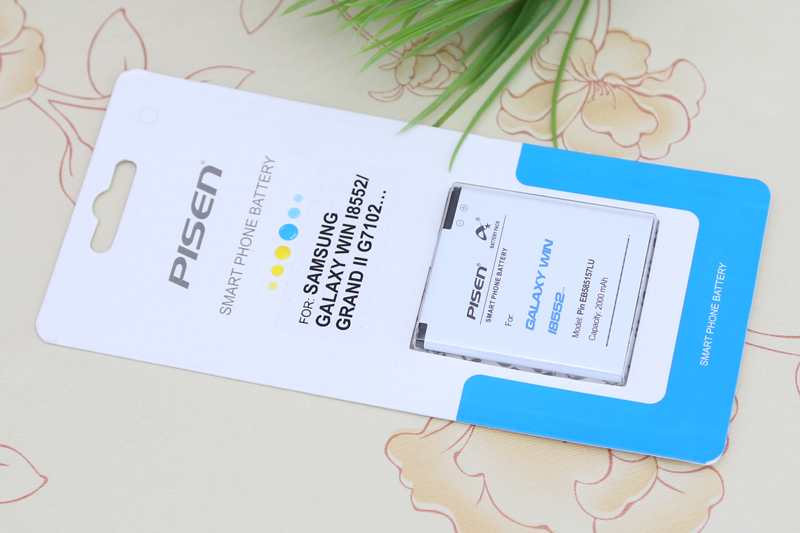 PISEN®
SMART PHONE BATTERY
FOR: SAMSUNG
GALAXY WIN I8552/
GRAND II G7102...
BATTERY PACK
PISEN®
SMART PHONE BATTERY
For:
GALAXY WIN
I8552...
Model: Pin EB585157LU
Capacity: 2000 mAh
SMART PHONE BATTERY